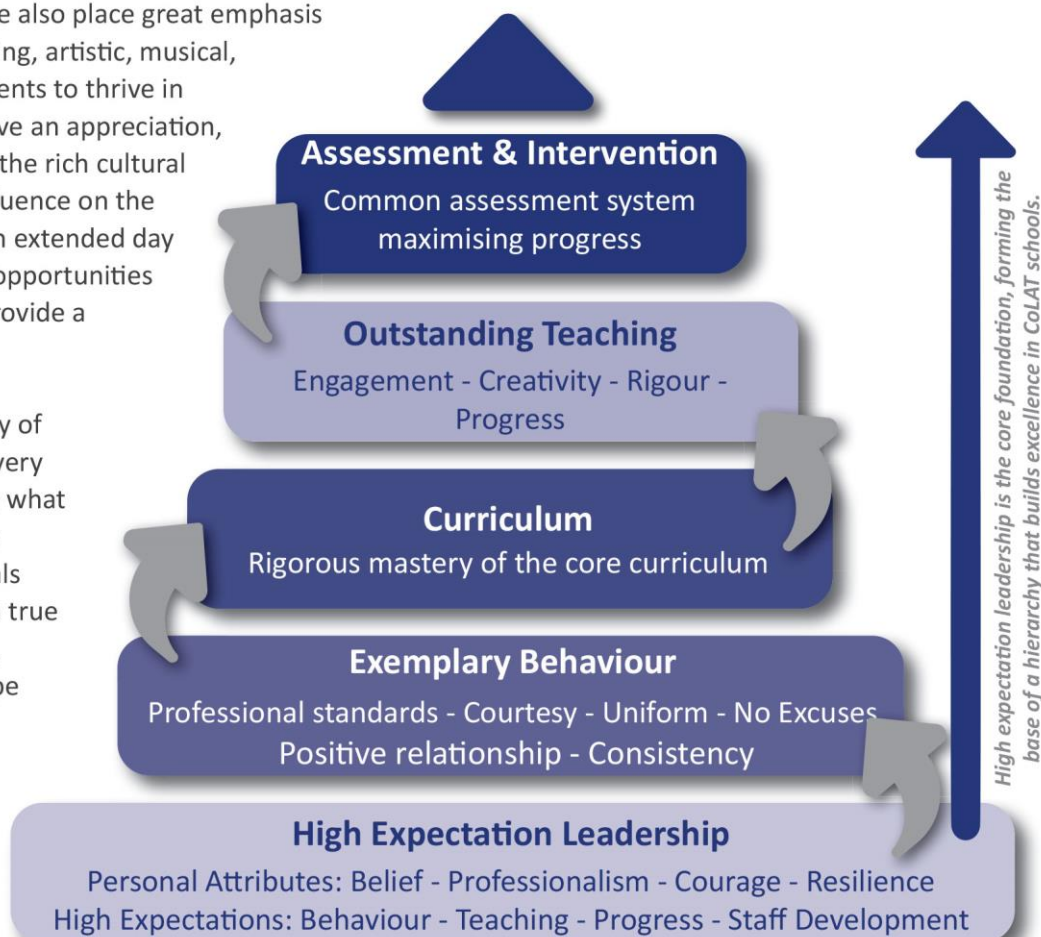 e also place great emphasis
ing, artistic, musical,
ents to thrive in
ve an appreciation,
the rich cultural
uence on the
n extended day
opportunities
rovide a
y of
very
what
ls
true
be
Assessment & Intervention
Common assessment system
maximising progress
Outstanding Teaching
Engagement - Creativity - Rigour -
Progress
Curriculum
Rigorous mastery of the core curriculum
Exemplary Behaviour
Professional standards - Courtesy - Uniform - No Excuses
Positive relationship - Consistency
High Expectation Leadership
Personal Attributes: Belief - Professionalism - Courage - Resilience
High Expectations: Behaviour - Teaching - Progress - Staff Development
High expectation leadership is the core foundation, forming the
base of a hierarchy that builds excellence in CoLAT schools.